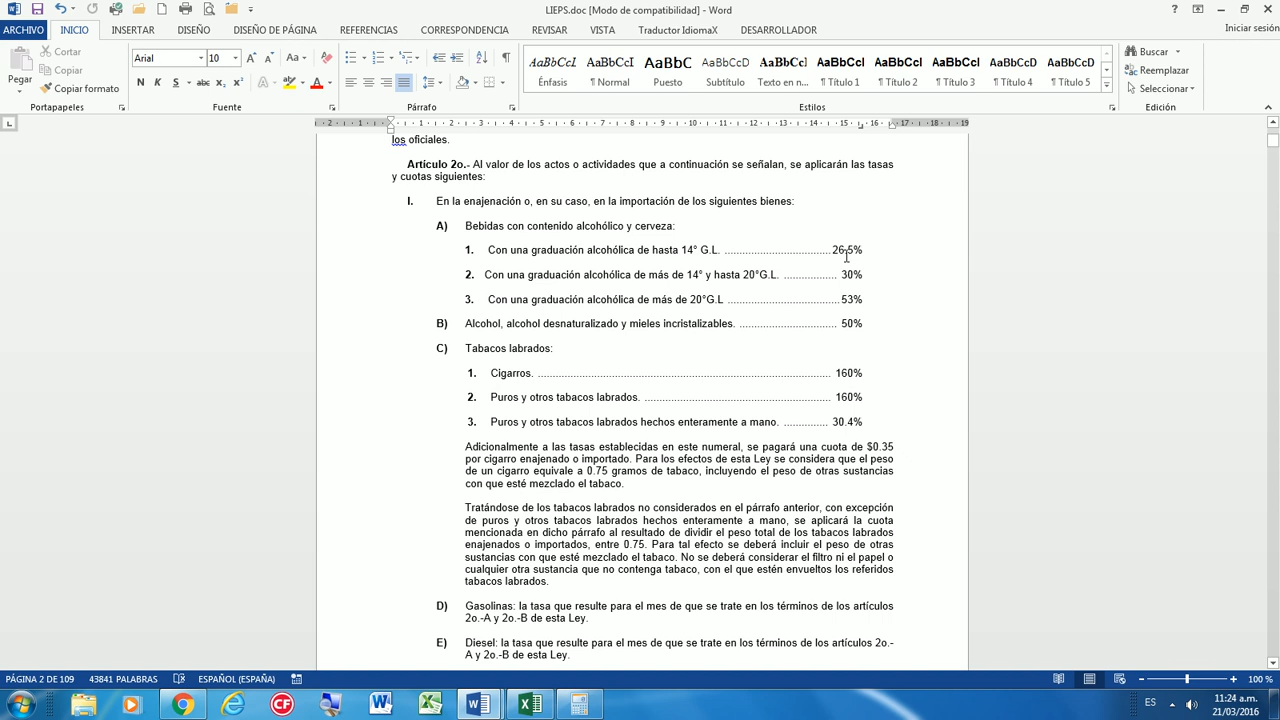 LIEPS.doc [Modo de compatibilidad] - Word
Iniciar sesión
ARCHIVO INICIO INSERTAR DISEÑO DISEÑO DE PÁGINA REFERENCIAS CORRESPONDENCIA REVISAR VISTA Traductor IdiomaX DESARROLLADOR
Pegar
Cortar
Copiar
Copiar formato
Portapapeles
Arial 10
N K S abc x₂ x²
Fuente
Párrafo
AaBbCcI AaBbCcI AaBbC AaBbCcD AaBbCcI AaBbCcI AaBbCcI AaBbCcI AaBbCcD AaBbCcD
Énfasis ¶ Normal Puesto Subtítulo Texto en n... ¶ Título 1 ¶ Título 2 ¶ Título 3 ¶ Título 4 ¶ Título 5
Estilos
Buscar
Reemplazar
Seleccionar
Edición
los oficiales.
Artículo 2o.- Al valor de los actos o actividades que a continuación se señalan, se aplicarán las tasas
y cuotas siguientes:
I. En la enajenación o, en su caso, en la importación de los siguientes bienes:
A) Bebidas con contenido alcohólico y cerveza:
1. Con una graduación alcohólica de hasta 14° G.L. .................................... 26.5%
2. Con una graduación alcohólica de más de 14° y hasta 20°G.L. .................. 30%
3. Con una graduación alcohólica de más de 20°G.L ...................................... 53%
B) Alcohol, alcohol desnaturalizado y mieles incristalizables. ................................. 50%
C) Tabacos labrados:
1. Cigarros. .................................................................................................. 160%
2. Puros y otros tabacos labrados. .............................................................. 160%
3. Puros y otros tabacos labrados hechos enteramente a mano. ............... 30.4%
Adicionalmente a las tasas establecidas en este numeral, se pagará una cuota de $0.35
por cigarro enajenado o importado. Para los efectos de esta Ley se considera que el peso
de un cigarro equivale a 0.75 gramos de tabaco, incluyendo el peso de otras sustancias
con que esté mezclado el tabaco.
Tratándose de los tabacos labrados no considerados en el párrafo anterior, con excepción
de puros y otros tabacos labrados hechos enteramente a mano, se aplicará la cuota
mencionada en dicho párrafo al resultado de dividir el peso total de los tabacos labrados
enajenados o importados, entre 0.75. Para tal efecto se deberá incluir el peso de otras
sustancias con que esté mezclado el tabaco. No se deberá considerar el filtro ni el papel o
cualquier otra sustancia que no contenga tabaco, con el que estén envueltos los referidos
tabacos labrados.
D) Gasolinas: la tasa que resulte para el mes de que se trate en los términos de los artículos
2o.-A y 2o.-B de esta Ley.
E) Diesel: la tasa que resulte para el mes de que se trate en los términos de los artículos 2o.-
A y 2o.-B de esta Ley.
PÁGINA 2 DE 109 43841 PALABRAS ESPAÑOL (ESPAÑA) 100 %
ES 11:24 a.m.
21/03/2016